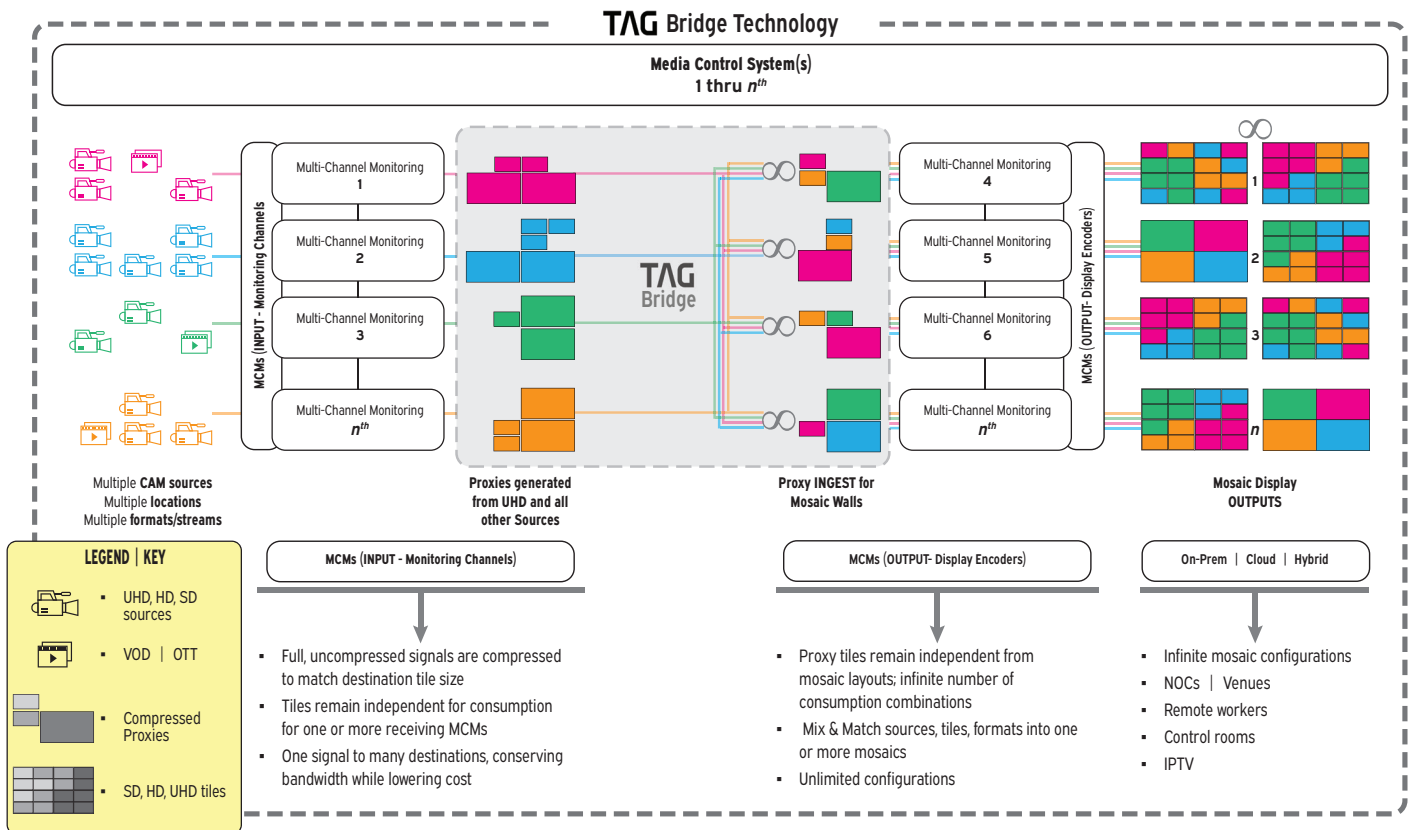 TAG Bridge Technology
Media Control System(s)
1 thru nth
MCMs (INPUT - Monitoring Channels)
Multi-Channel Monitoring
1
Multi-Channel Monitoring
2
Multi-Channel Monitoring
3
Multi-Channel Monitoring
nth
TAG
Bridge
∞
∞
∞
∞
Multi-Channel Monitoring
4
Multi-Channel Monitoring
5
Multi-Channel Monitoring
6
Multi-Channel Monitoring
nth
MCMs (OUTPUT- Display Encoders)
∞
1
2
3
n
Multiple CAM sources
Multiple locations
Multiple formats/streams
Proxies generated
from UHD and all
other Sources
Proxy INGEST for
Mosaic Walls
Mosaic Display
OUTPUTS
LEGEND | KEY
▪ UHD, HD, SD
sources
▪ VOD | OTT
▪ Compressed
Proxies
▪ SD, HD, UHD tiles
MCMs (INPUT - Monitoring Channels)
▪ Full, uncompressed signals are compressed
to match destination tile size
▪ Tiles remain independent for consumption
for one or more receiving MCMs
▪ One signal to many destinations, conserving
bandwidth while lowering cost
MCMs (OUTPUT- Display Encoders)
▪ Proxy tiles remain independent from
mosaic layouts; infinite number of
consumption combinations
▪ Mix & Match sources, tiles, formats into one
or more mosaics
▪ Unlimited configurations
On-Prem | Cloud | Hybrid
▪ Infinite mosaic configurations
▪ NOCs | Venues
▪ Remote workers
▪ Control rooms
▪ IPTV